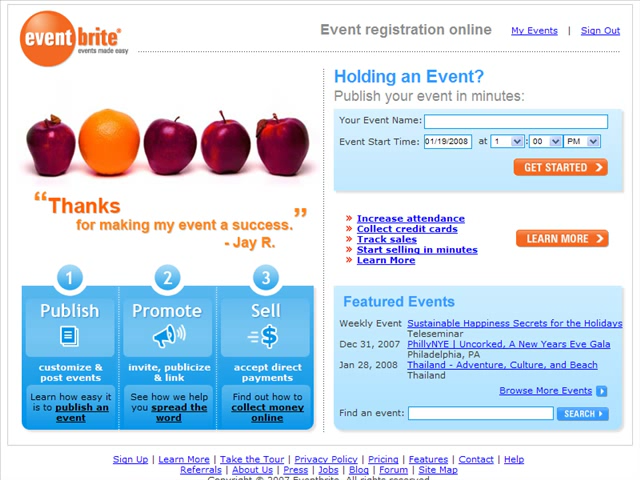 eventbrite®
events made easy
Event registration online
My Events | Sign Out
Holding an Event?
Publish your event in minutes:
Your Event Name:
Event Start Time: 01/19/2008 at 1 : 00 PM
GET STARTED
“Thanks
for making my event a success.”
- Jay R.
Increase attendance
Collect credit cards
Track sales
Start selling in minutes
Learn More
LEARN MORE
1
Publish
customize &
post events
Learn how easy it
is to publish an
event
2
Promote
invite, publicize
& link
See how we help
you spread the
word
3
Sell
accept direct
payments
Find out how to
collect money
online
Featured Events
Weekly Event Sustainable Happiness Secrets for the Holidays
Teleseminar
Dec 31, 2007 PhillyNYE | Uncorked, A New Years Eve Gala
Philadelphia, PA
Jan 28, 2008 Thailand - Adventure, Culture, and Beach
Thailand
Browse More Events
Find an event: SEARCH
Sign Up | Learn More | Take the Tour | Privacy Policy | Pricing | Features | Contact | Help
Referrals | About Us | Press | Jobs | Blog | Forum | Site Map
Copyright © 2007 Eventbrite. All rights reserved.